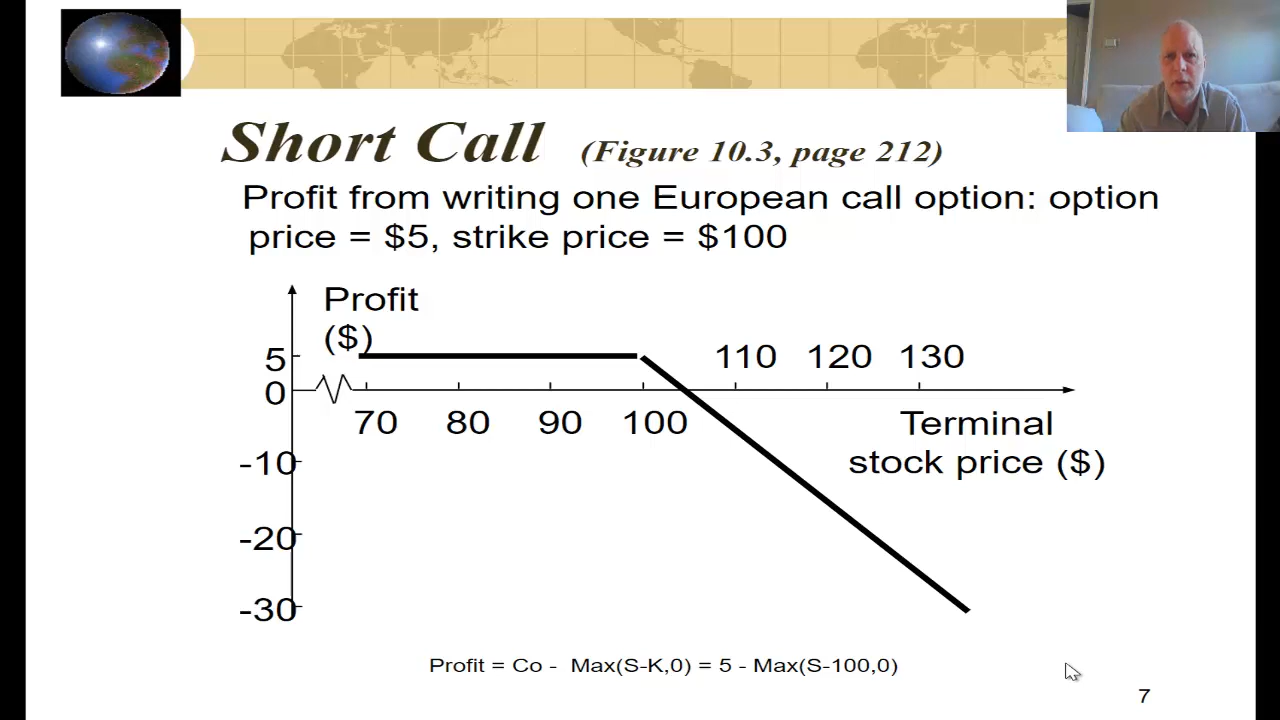 Short Call (Figure 10.3, page 212)
Profit from writing one European call option: option
price = $5, strike price = $100
Profit
($)
5
110 120 130
0
70 80 90 100
Terminal
stock price ($)
-10
-20
-30
Profit = Co - Max(S-K,0) = 5 - Max(S-100,0)
7